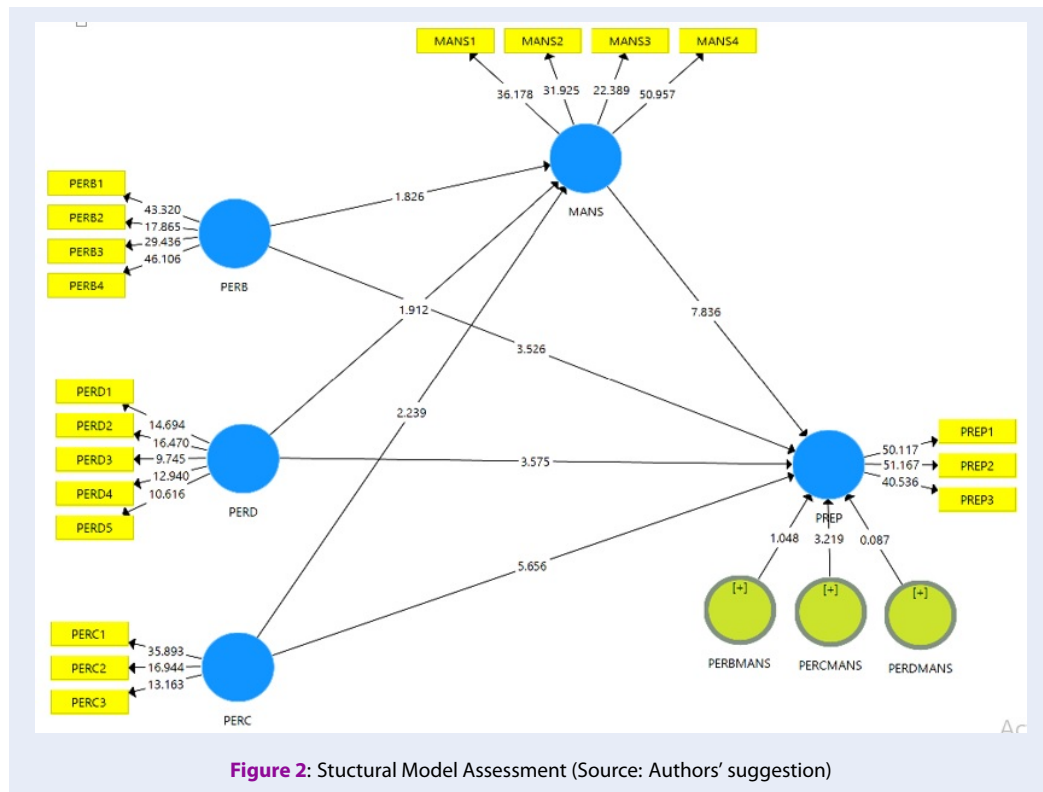 MANS1 MANS2 MANS3 MANS4
36.178 31.925 22.389 50.957
MANS
PERB1
PERB2
PERB3
PERB4
43.320
17.865
29.436
46.106
PERB
1.826
1.912
3.526
7.836
2.239
PERD1
PERD2
PERD3
PERD4
PERD5
14.694
16.470
9.745
12.940
10.616
PERD
3.575
5.656
PREP
50.117
51.167
40.536
PREP1
PREP2
PREP3
1.048 3.219 0.087
[+] [+] [+]
PERBMANS PERCMANS PERDMANS
PERC1
PERC2
PERC3
35.893
16.944
13.163
PERC
Ac
Figure 2: Stuctural Model Assessment (Source: Authors' suggestion)